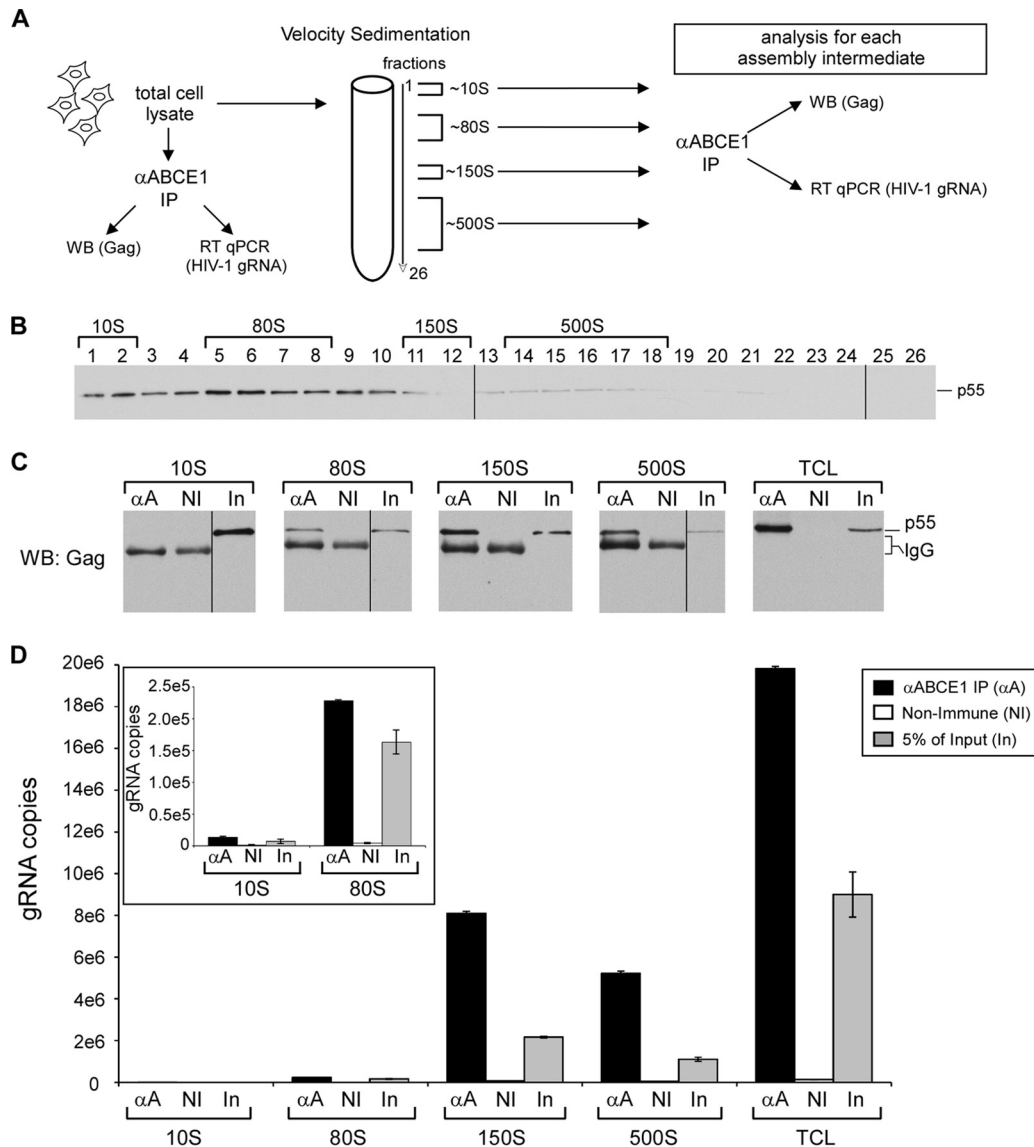 A
Velocity Sedimentation
analysis for each
assembly intermediate
total cell
lysate
fractions
1
~10S
~80S
~150S
~500S
26
αABCE1
IP
WB (Gag)
RT qPCR
(HIV-1 gRNA)
αABCE1
IP
WB (Gag)
RT qPCR (HIV-1 gRNA)
B
10S 80S 150S 500S
1 2 3 4 5 6 7 8 9 10 11 12 13 14 15 16 17 18 19 20 21 22 23 24 25 26
p55
C
10S 80S 150S 500S TCL
αA NI In αA NI In αA NI In αA NI In αA NI In
WB: Gag
p55
IgG
D
gRNA copies
20e6
18e6
16e6
14e6
12e6
10e6
8e6
6e6
4e6
2e6
0
gRNA copies
2.5e5
2.0e5
1.5e5
1.0e5
0.5e5
0
αA NI In αA NI In
10S 80S
αABCE1 IP (αA)
Non-Immune (NI)
5% of Input (In)
αA NI In αA NI In αA NI In αA NI In αA NI In
10S 80S 150S 500S TCL